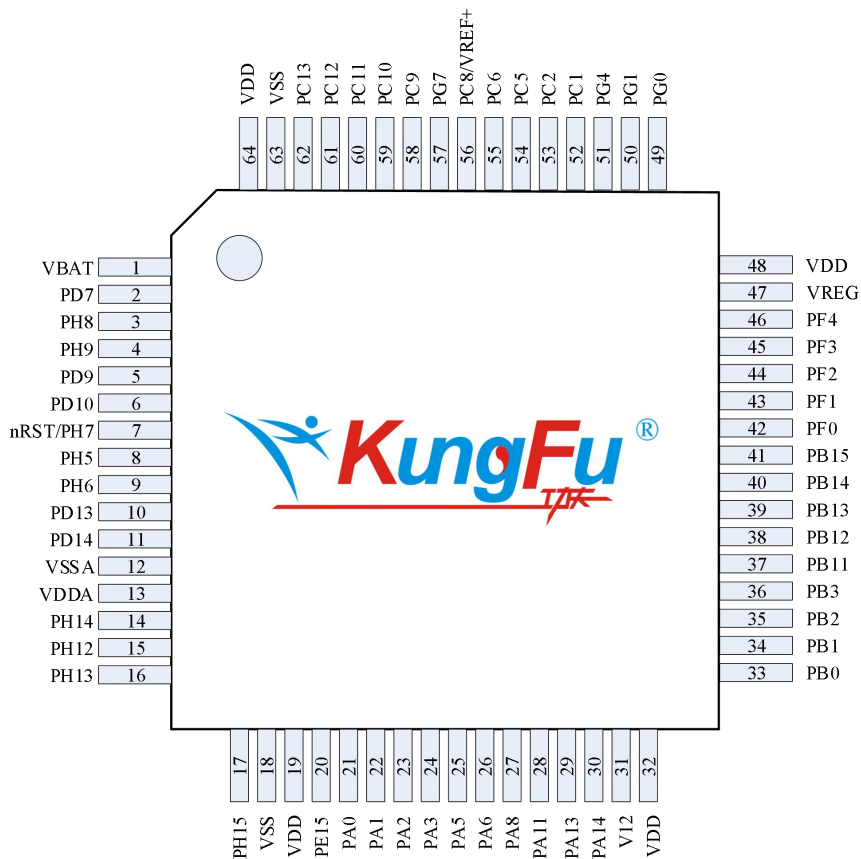 VDD VSS PC13 PC12 PC11 PC10 PC9 PG7 PC8/VREF+ PC6 PC5 PC2 PC1 PG4 PG1 PG0
64 63 62 61 60 59 58 57 56 55 54 53 52 51 50 49
VBAT 1
PD7 2
PH8 3
PH9 4
PD9 5
PD10 6
nRST/PH7 7
PH5 8
PH6 9
PD13 10
PD14 11
VSSA 12
VDDA 13
PH14 14
PH12 15
PH13 16
KungFu ®
功夫
48 VDD
47 VREG
46 PF4
45 PF3
44 PF2
43 PF1
42 PF0
41 PB15
40 PB14
39 PB13
38 PB12
37 PB11
36 PB3
35 PB2
34 PB1
33 PB0
17 18 19 20 21 22 23 24 25 26 27 28 29 30 31 32
PH15 VSS VDD PE15 PA0 PA1 PA2 PA3 PA5 PA6 PA8 PA11 PA13 PA14 V12 VDD